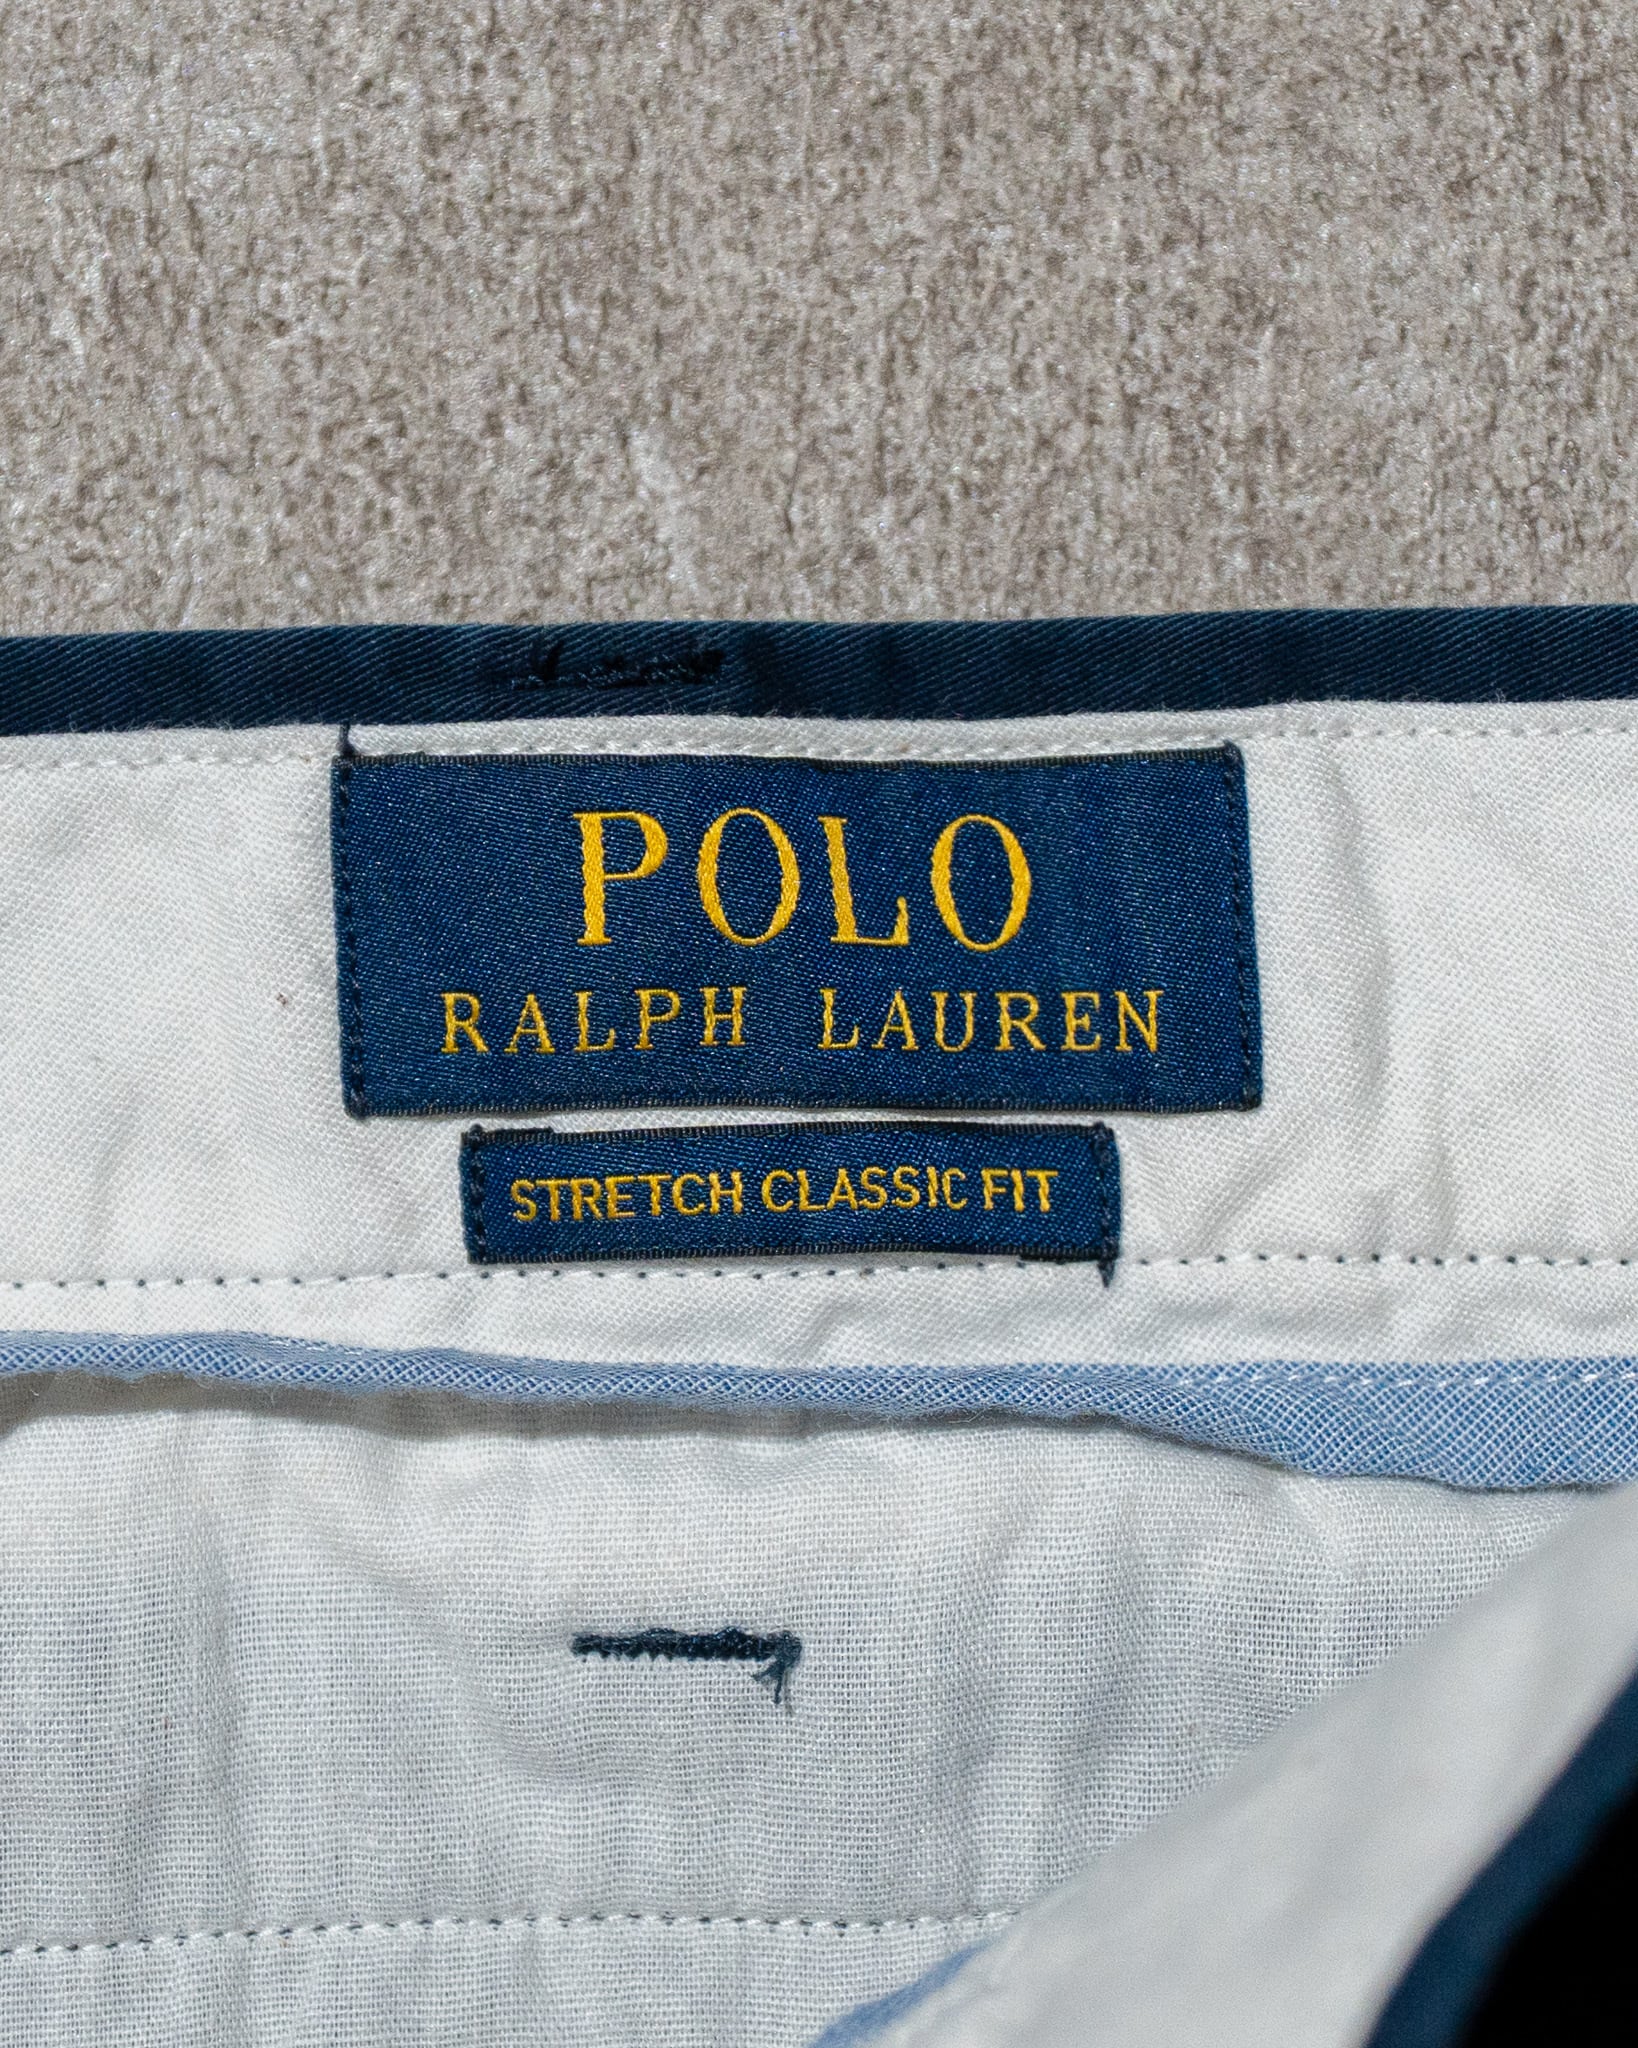 POLO
RALPH LAUREN
STRETCH CLASSIC FIT